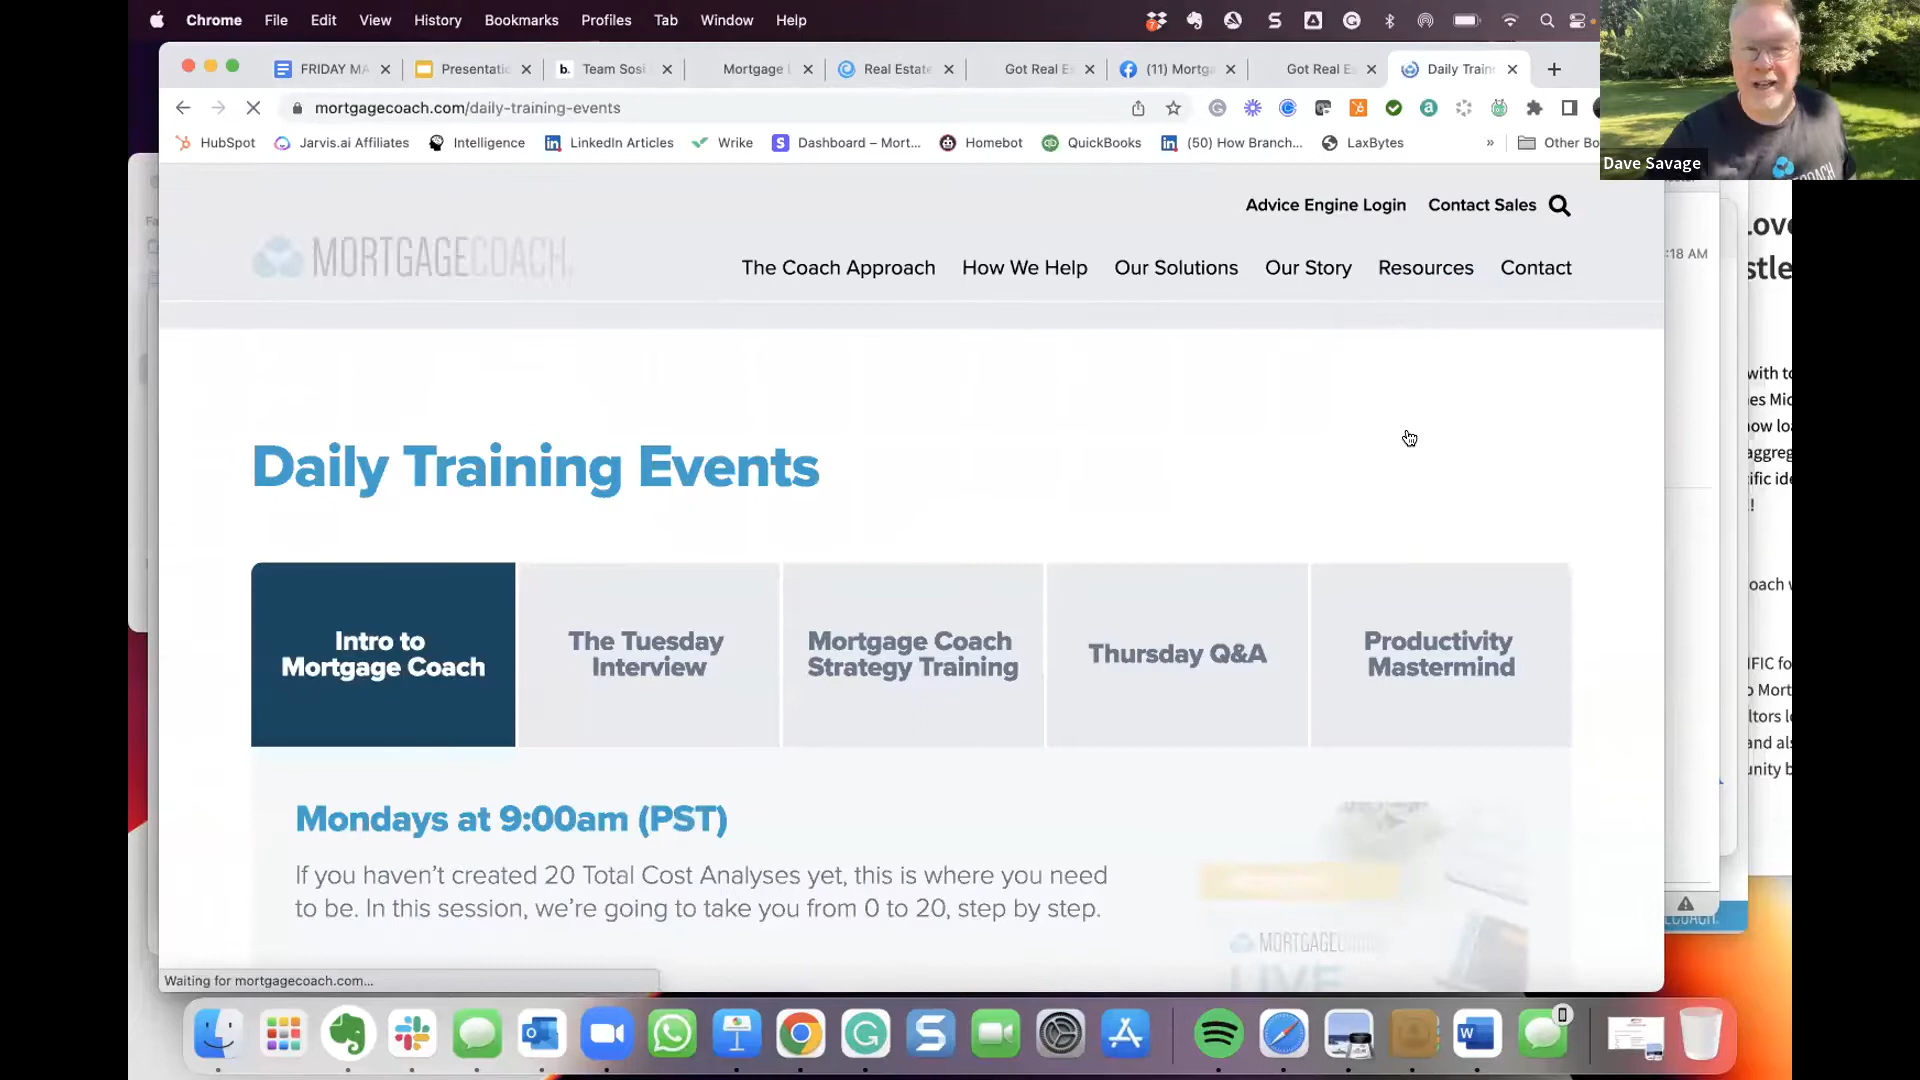 Chrome File Edit View History Bookmarks Profiles Tab Window Help
FRIDAY MA Presentatio Team Sosi Mortgage L Real Estate Got Real E (11) Mortga Got Real E Daily Train
mortgagecoach.com/daily-training-events
HubSpot Jarvis.ai Affiliates Intelligence LinkedIn Articles Wrike Dashboard – Mort... Homebot QuickBooks (50) How Branch... LaxBytes » Other Bo
Dave Savage
Advice Engine Login Contact Sales
MORTGAGECOACH
The Coach Approach How We Help Our Solutions Our Story Resources Contact
:18 AM
Daily Training Events
Intro to
Mortgage Coach
The Tuesday
Interview
Mortgage Coach
Strategy Training
Thursday Q&A
Productivity
Mastermind
Mondays at 9:00am (PST)
If you haven't created 20 Total Cost Analyses yet, this is where you need
to be. In this session, we're going to take you from 0 to 20, step by step.
MORTGAGECOACH
LIVE
Waiting for mortgagecoach.com...